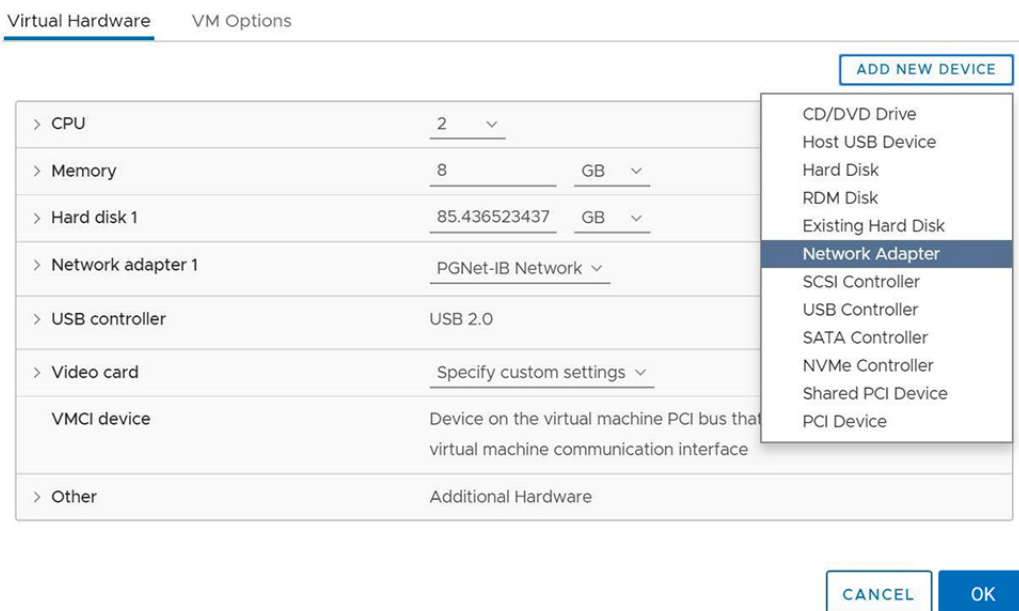 Virtual Hardware VM Options
ADD NEW DEVICE
CPU 2
Memory 8 GB
Hard disk 1 85.436523437 GB
Network adapter 1 PGNet-IB Network
USB controller USB 2.0
Video card Specify custom settings
VMCI device Device on the virtual machine PCI bus that
virtual machine communication interface
Other Additional Hardware
CD/DVD Drive
Host USB Device
Hard Disk
RDM Disk
Existing Hard Disk
Network Adapter
SCSI Controller
USB Controller
SATA Controller
NVMe Controller
Shared PCI Device
PCI Device
CANCEL OK